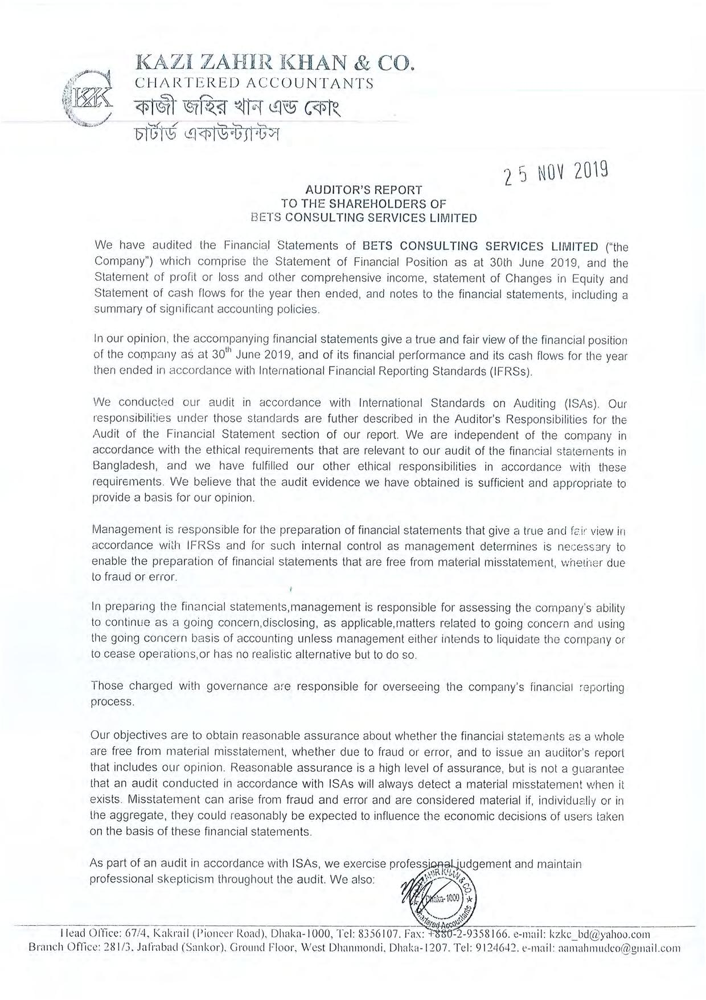 KAZI ZAHIR KHAN & CO.
CHARTERED ACCOUNTANTS
KZK
কাজী জহির খান এন্ড কোং
চার্টার্ড একাউন্ট্যান্টস
25 NOV 2019
AUDITOR'S REPORT
TO THE SHAREHOLDERS OF
BETS CONSULTING SERVICES LIMITED
We have audited the Financial Statements of BETS CONSULTING SERVICES LIMITED ("the
Company") which comprise the Statement of Financial Position as at 30th June 2019, and the
Statement of profit or loss and other comprehensive income, statement of Changes in Equity and
Statement of cash flows for the year then ended, and notes to the financial statements, including a
summary of significant accounting policies.
In our opinion, the accompanying financial statements give a true and fair view of the financial position
of the company as at 30th June 2019, and of its financial performance and its cash flows for the year
then ended in accordance with International Financial Reporting Standards (IFRSs).
We conducted our audit in accordance with International Standards on Auditing (ISAs). Our
responsibilities under those standards are futher described in the Auditor's Responsibilities for the
Audit of the Financial Statement section of our report. We are independent of the company in
accordance with the ethical requirements that are relevant to our audit of the financial statements in
Bangladesh, and we have fulfilled our other ethical responsibilities in accordance with these
requirements. We believe that the audit evidence we have obtained is sufficient and appropriate to
provide a basis for our opinion.
Management is responsible for the preparation of financial statements that give a true and fair view in
accordance with IFRSs and for such internal control as management determines is necessary to
enable the preparation of financial statements that are free from material misstatement, whether due
to fraud or error.
In preparing the financial statements,management is responsible for assessing the company's ability
to continue as a going concern,disclosing, as applicable,matters related to going concern and using
the going concern basis of accounting unless management either intends to liquidate the company or
to cease operations,or has no realistic alternative but to do so.
Those charged with governance are responsible for overseeing the company's financial reporting
process.
Our objectives are to obtain reasonable assurance about whether the financial statements as a whole
are free from material misstatement, whether due to fraud or error, and to issue an auditor's report
that includes our opinion. Reasonable assurance is a high level of assurance, but is not a guarantee
that an audit conducted in accordance with ISAs will always detect a material misstatement when it
exists. Misstatement can arise from fraud and error and are considered material if, individually or in
the aggregate, they could reasonably be expected to influence the economic decisions of users taken
on the basis of these financial statements.
As part of an audit in accordance with ISAs, we exercise professional judgement and maintain
professional skepticism throughout the audit. We also:
ZAHIR KHAN & CO.
Dhaka-1000
Chartered Accountants
Head Office: 67/4, Kakrail (Pioneer Road), Dhaka-1000, Tel: 8356107. Fax: +880-2-9358166. e-mail: kzkc_bd@yahoo.com
Branch Office: 281/3, Jafrabad (Sankor), Ground Floor, West Dhanmondi, Dhaka-1207. Tel: 9124642. e-mail: aamahmudco@gmail.com